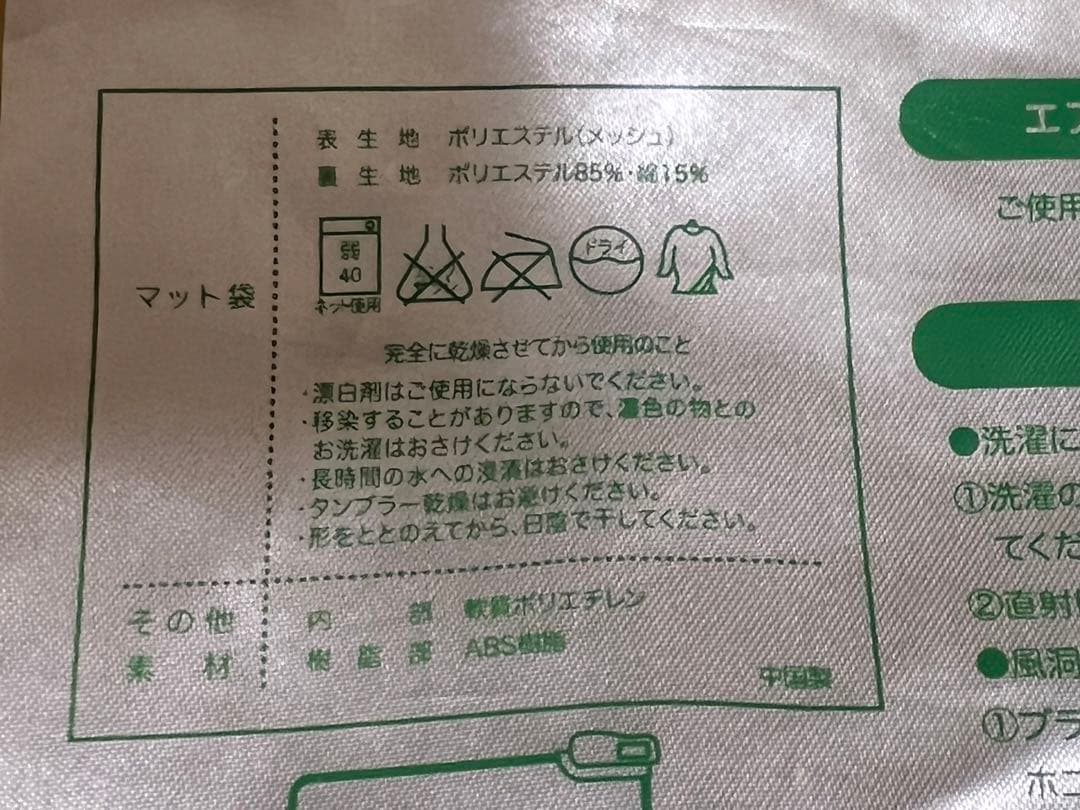 表生地 ポリエステル(メッシュ)
裏生地 ポリエステル85%・綿15%
弱
40
ネット使用
ドライ
マット袋
完全に乾燥させてから使用のこと
・漂白剤はご使用にならないでください。
・移染することがありますので、濃色の物との
お洗濯はおさけください。
・長時間の水への浸漬はおさけください。
・タンブラー乾燥はお避けください。
・形をととのえてから、日陰で干してください。
その他
素材
内部 軟質ポリエチレン
樹脂部 ABS樹脂
中国製
エア
ご使用
●洗濯に
①洗濯の
てくだ
②直射
●風洞
①ブラ
ホコ